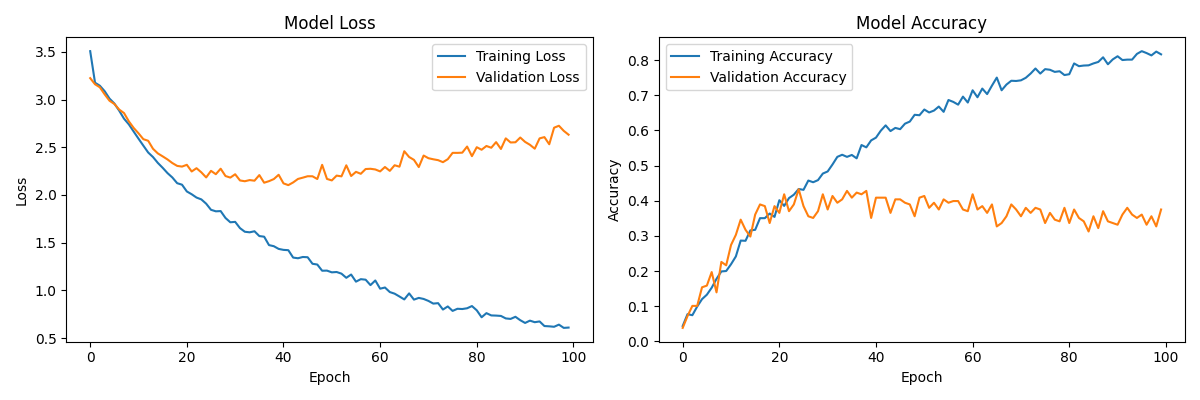 Model Loss
3.5
3.0
2.5
2.0
1.5
1.0
0.5
Loss
Training Loss
Validation Loss
0
20
40
60
80
100
Epoch
Model Accuracy
0.8
0.7
0.6
0.5
0.4
0.3
0.2
0.1
0.0
Accuracy
Training Accuracy
Validation Accuracy
0
20
40
60
80
100
Epoch